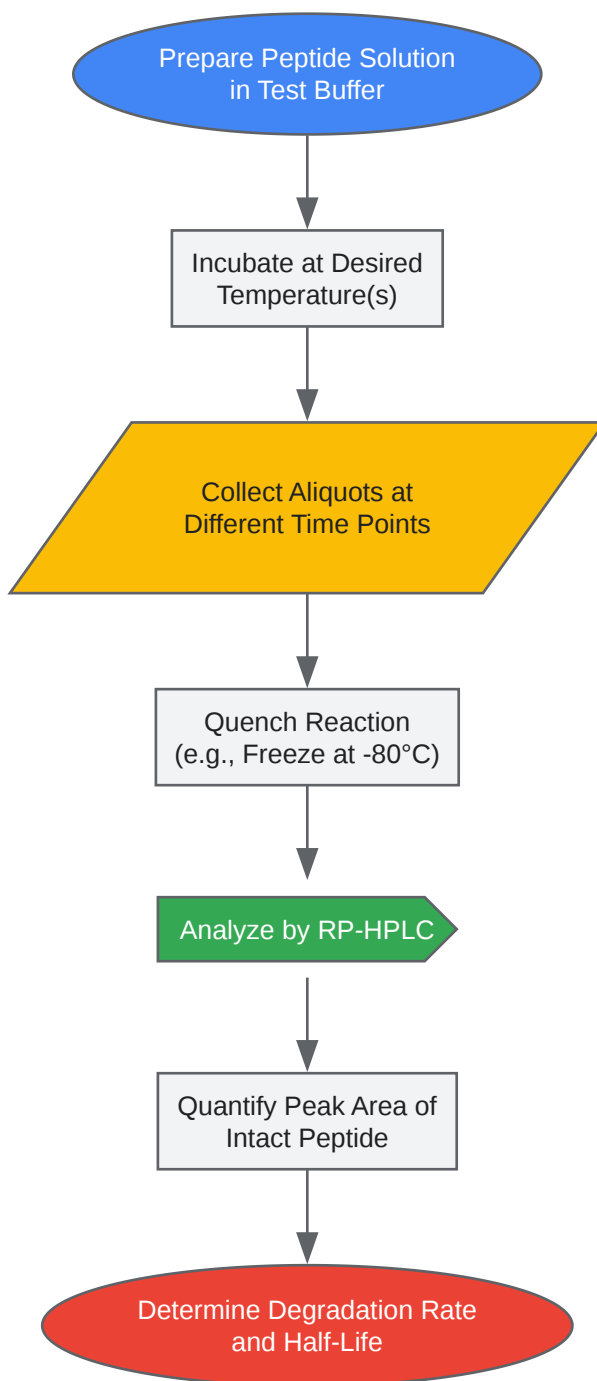 Prepare Peptide Solution
in Test Buffer
Incubate at Desired
Temperature(s)
Collect Aliquots at
Different Time Points
Quench Reaction
(e.g., Freeze at -80°C)
Analyze by RP-HPLC
Quantify Peak Area of
Intact Peptide
Determine Degradation Rate
and Half-Life